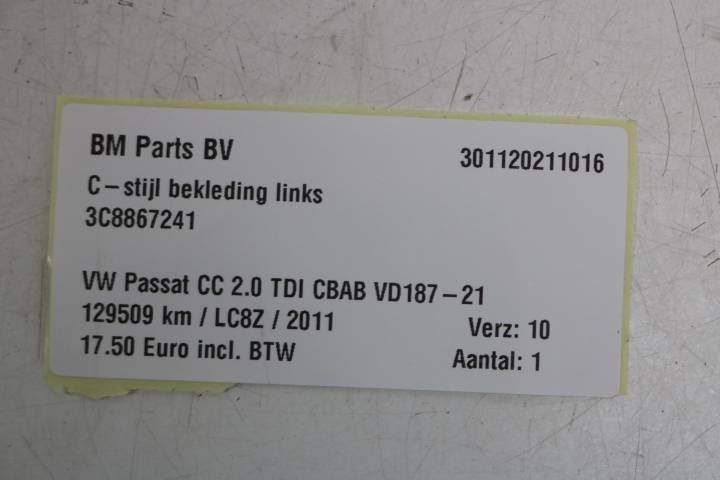 BM Parts BV 301120211016
C-stijl bekleding links
3C8867241
VW Passat CC 2.0 TDI CBAB VD187-21
129509 km / LC8Z / 2011 Verz: 10
17.50 Euro incl. BTW Aantal: 1